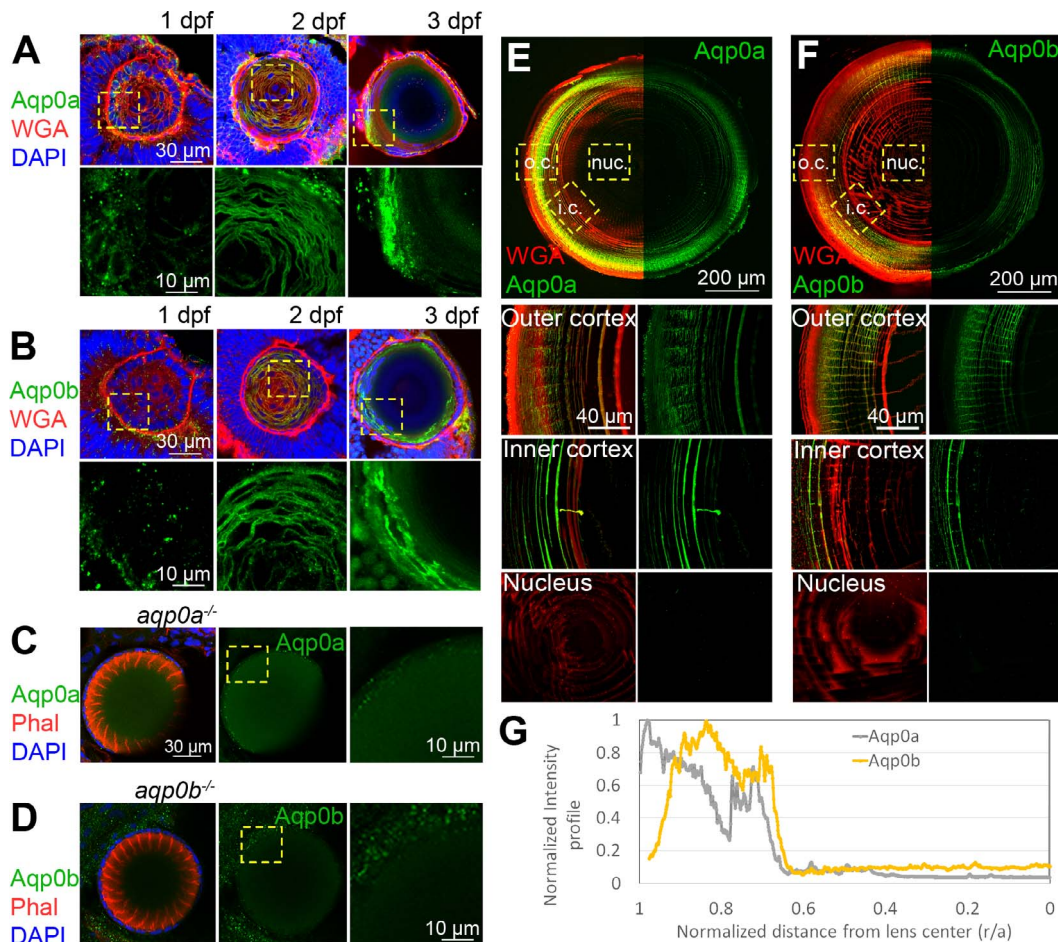 A
1 dpf
2 dpf
3 dpf
Aqp0a
WGA
DAPI
30 µm
10 µm
B
1 dpf
2 dpf
3 dpf
Aqp0b
WGA
DAPI
30 µm
10 µm
C
aqp0a-/-
Aqp0a
Phal
DAPI
Aqp0a
30 µm
10 µm
D
aqp0b-/-
Aqp0b
Phal
DAPI
Aqp0b
10 µm
E
Aqp0a
o.c.
nuc.
i.c.
WGA
Aqp0a
200 µm
Outer cortex
40 µm
Inner cortex
Nucleus
F
Aqp0b
o.c.
nuc.
i.c.
WGA
Aqp0b
200 µm
Outer cortex
40 µm
Inner cortex
Nucleus
G
Normalized Intensity
profile
1
0.8
0.6
0.4
0.2
0
Aqp0a
Aqp0b
1
0.8
0.6
0.4
0.2
0
Normalized distance from lens center (r/a)